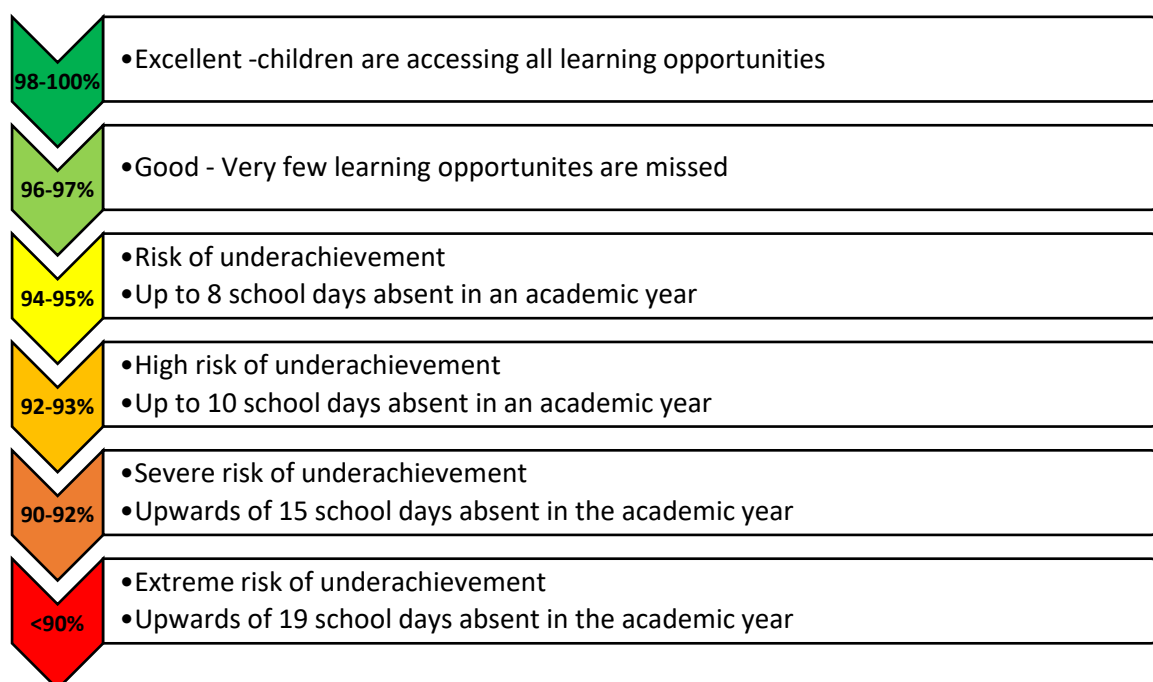 98-100%
•Excellent -children are accessing all learning opportunities
96-97%
•Good - Very few learning opportunites are missed
94-95%
•Risk of underachievement
•Up to 8 school days absent in an academic year
92-93%
•High risk of underachievement
•Up to 10 school days absent in an academic year
90-92%
•Severe risk of underachievement
•Upwards of 15 school days absent in the academic year
<90%
•Extreme risk of underachievement
•Upwards of 19 school days absent in the academic year